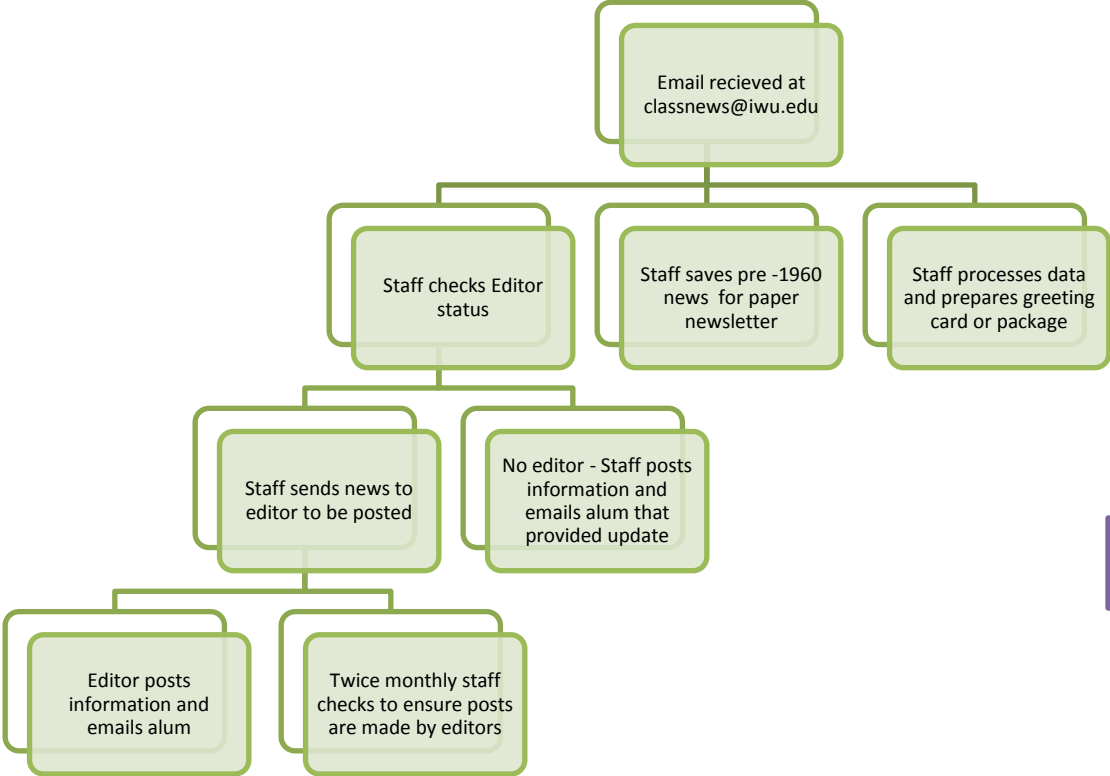 Email recieved at
classnews@iwu.edu
Staff checks Editor
status
Staff saves pre -1960
news for paper
newsletter
Staff processes data
and prepares greeting
card or package
Staff sends news to
editor to be posted
No editor - Staff posts
information and
emails alum that
provided update
Editor posts
information and
emails alum
Twice monthly staff
checks to ensure posts
are made by editors